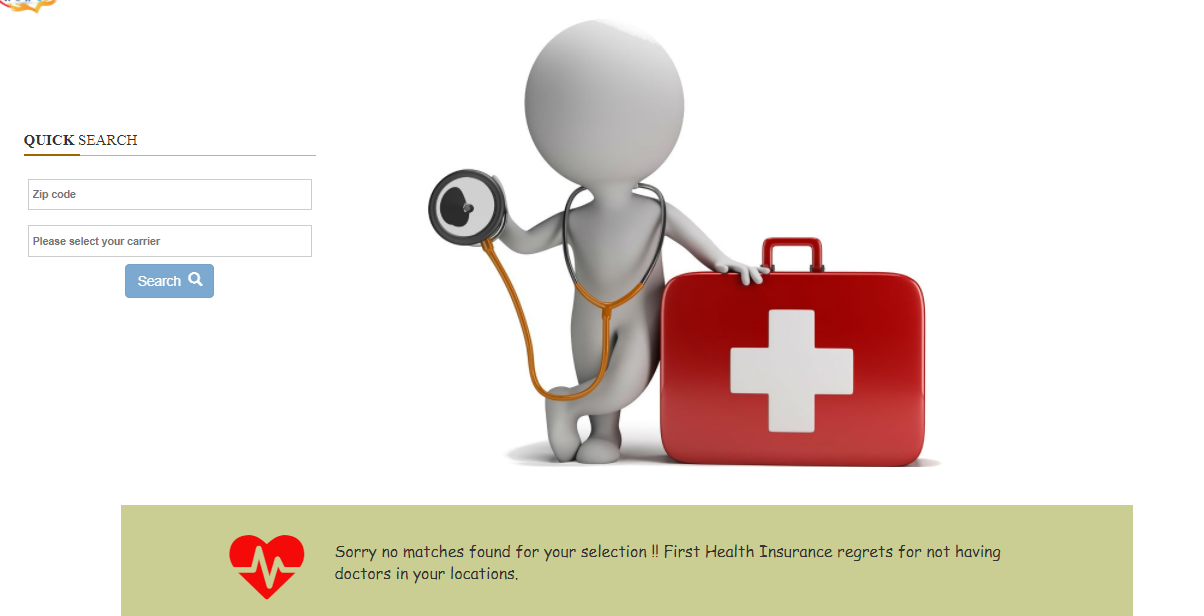 QUICK SEARCH
Zip code
Please select your carrier
Search
Sorry no matches found for your selection !! First Health Insurance regrets for not having
doctors in your locations.